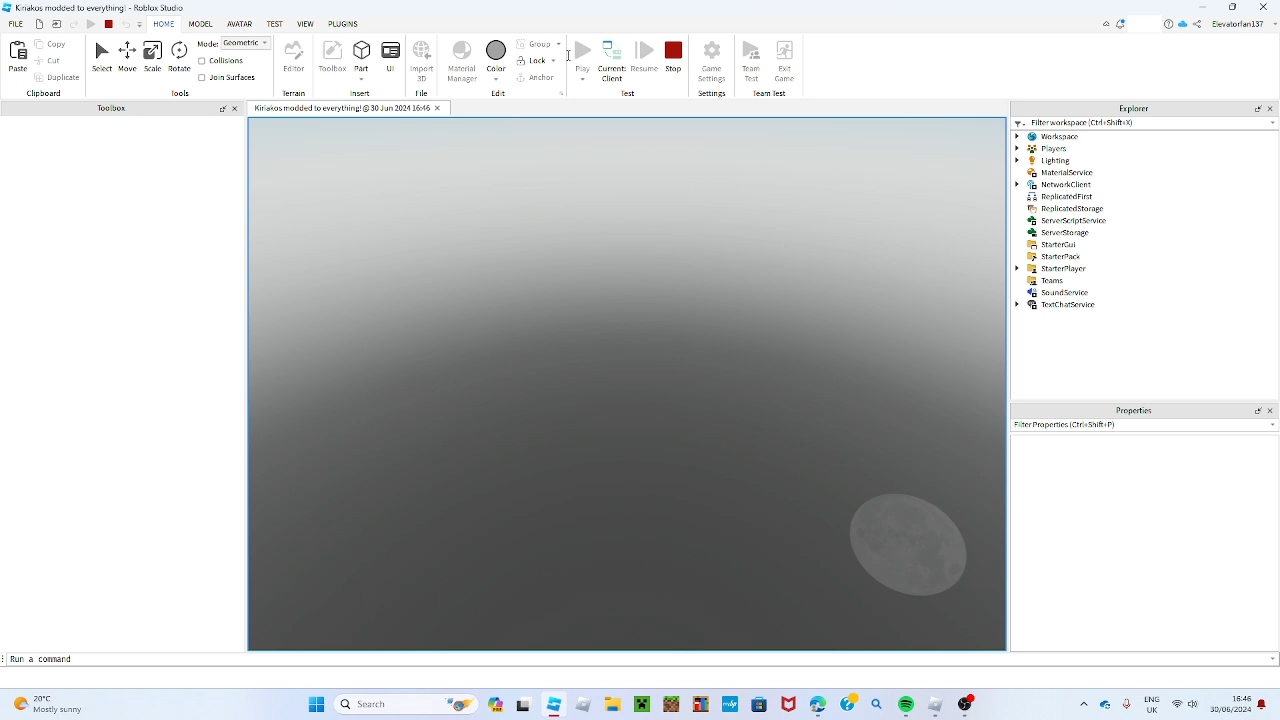 Kiriakos modded to everything! - Roblox Studio
FILE HOME MODEL AVATAR TEST VIEW PLUGINS Elevatorfan137
Paste Copy Cut Duplicate Clipboard
Select Move Scale Rotate Mode: Geometric Collisions Join Surfaces Tools
Editor Terrain
Toolbox Part UI Insert
Import 3D File
Material Manager Color Group Lock Anchor Edit
Play Current: Client Resume Stop Test
Game Settings Settings
Team Test Exit Game Team Test
Toolbox
Kiriakos modded to everything! @ 30 Jun 2024 16:46
Explorer
Filter workspace (Ctrl+Shift+X)
Workspace
Players
Lighting
MaterialService
NetworkClient
ReplicatedFirst
ReplicatedStorage
ServerScriptService
ServerStorage
StarterGui
StarterPack
StarterPlayer
Teams
SoundService
TextChatService
Properties
Filter Properties (Ctrl+Shift+P)
Run a command
20°C
Mostly sunny
Search
ENG
UK
16:46
30/06/2024